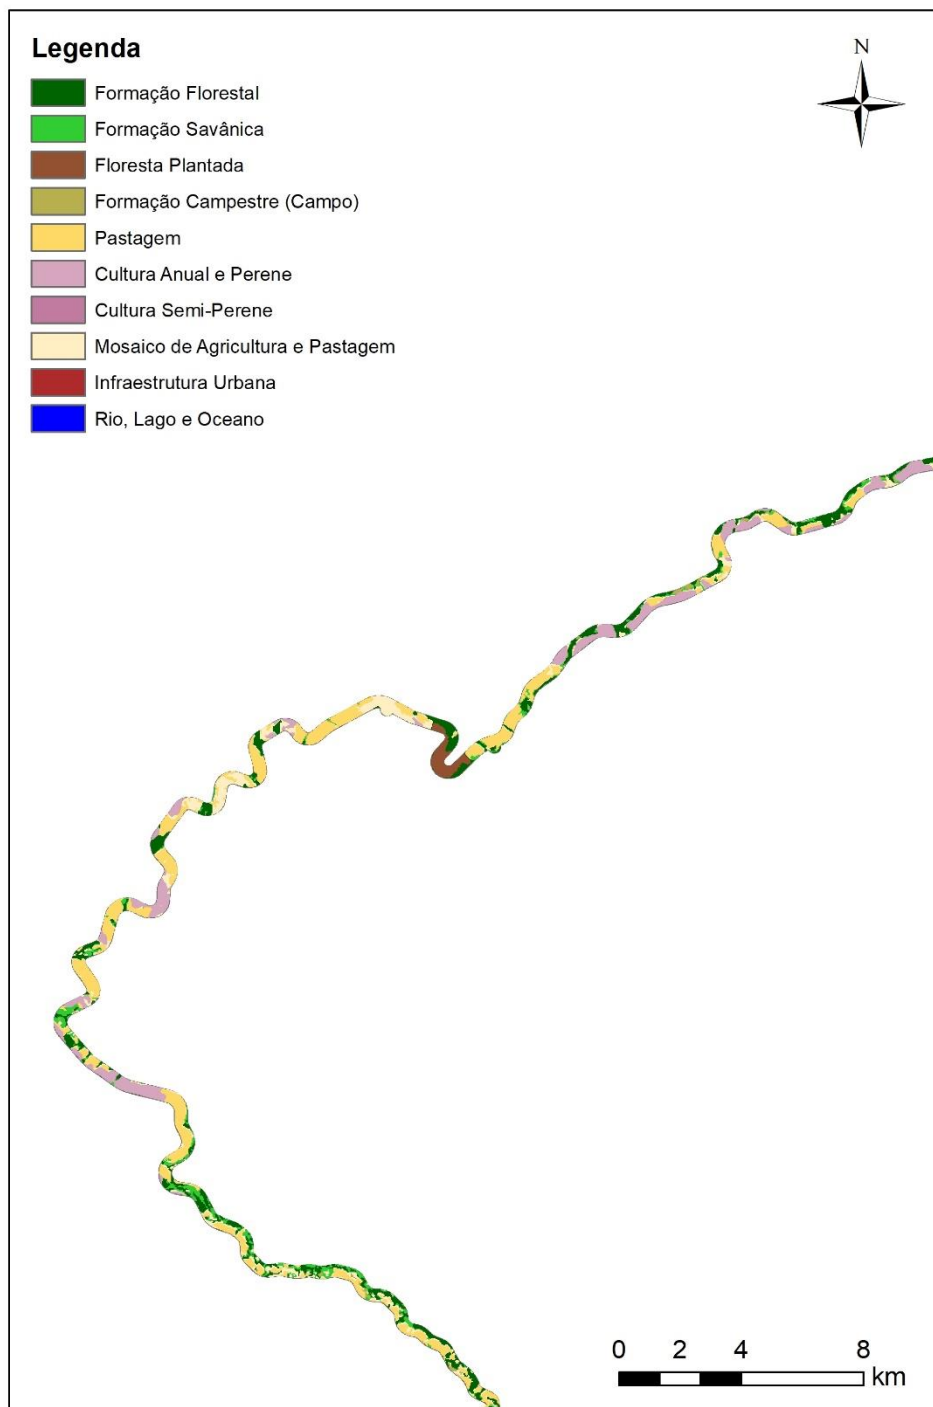 Legenda
N
Formação Florestal
Formação Savânica
Floresta Plantada
Formação Campestre (Campo)
Pastagem
Cultura Anual e Perene
Cultura Semi-Perene
Mosaico de Agricultura e Pastagem
Infraestrutura Urbana
Rio, Lago e Oceano
0 2 4 8
km